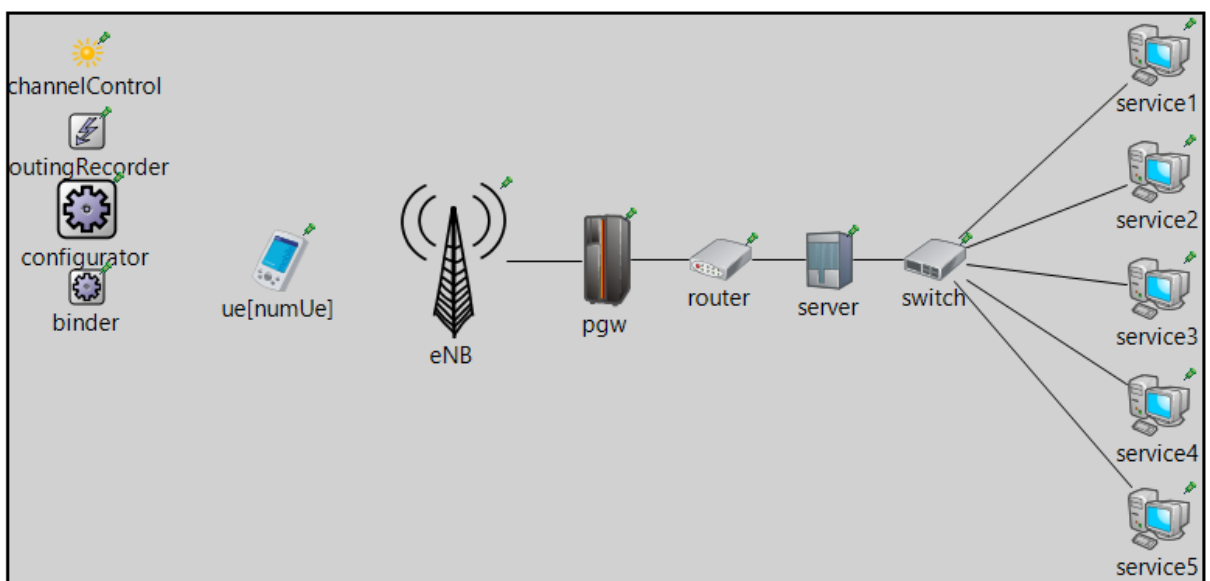 channelControl
outingRecorder
configurator
binder
ue[numUe]
eNB
pgw
router
server
switch
service1
service2
service3
service4
service5